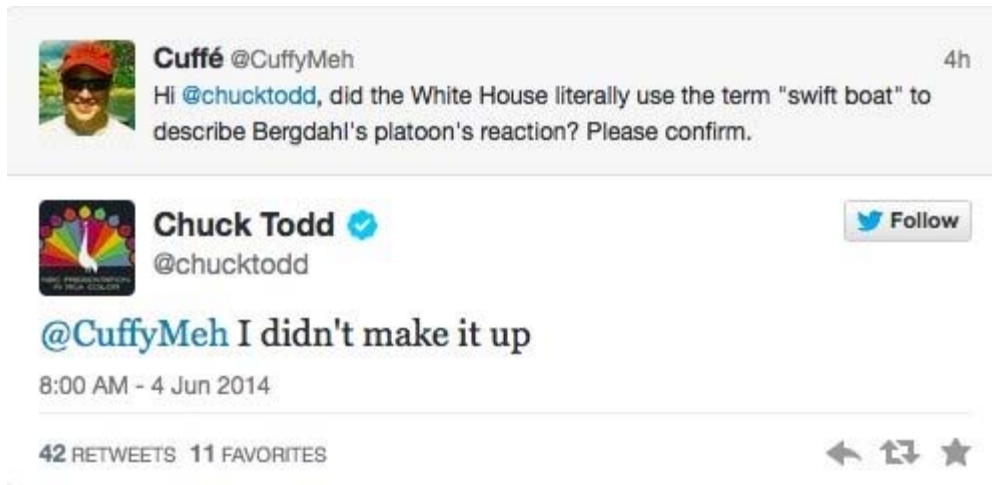 Cuffé @CuffyMeh 4h
Hi @chucktodd, did the White House literally use the term "swift boat" to
describe Bergdahl's platoon's reaction? Please confirm.
Chuck Todd
Follow
@chucktodd
@CuffyMeh I didn't make it up
8:00 AM - 4 Jun 2014
42 RETWEETS 11 FAVORITES